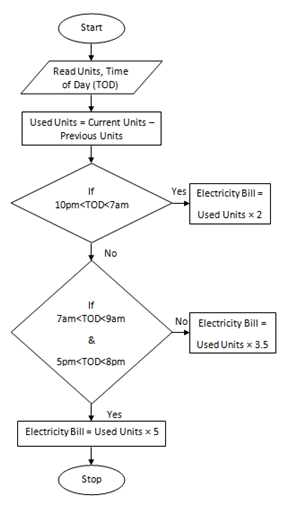 Start
Read Units, Time
of Day (TOD)
Used Units = Current Units –
Previous Units
If
10pm<TOD<7am
Yes
Electricity Bill =
Used Units × 2
No
If
7am<TOD<9am
&
5pm<TOD<8pm
No
Electricity Bill =
Used Units × 3.5
Yes
Electricity Bill = Used Units × 5
Stop